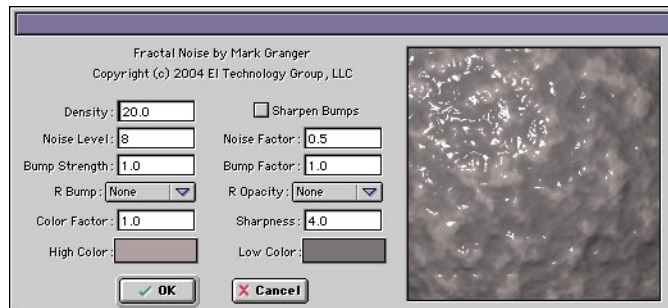 Fractal Noise by Mark Granger
Copyright (c) 2004 EI Technology Group, LLC
Density: 20.0 Sharpen Bumps
Noise Level: 8 Noise Factor: 0.5
Bump Strength: 1.0 Bump Factor: 1.0
R Bump: None R Opacity: None
Color Factor: 1.0 Sharpness: 4.0
High Color: Low Color:
OK Cancel